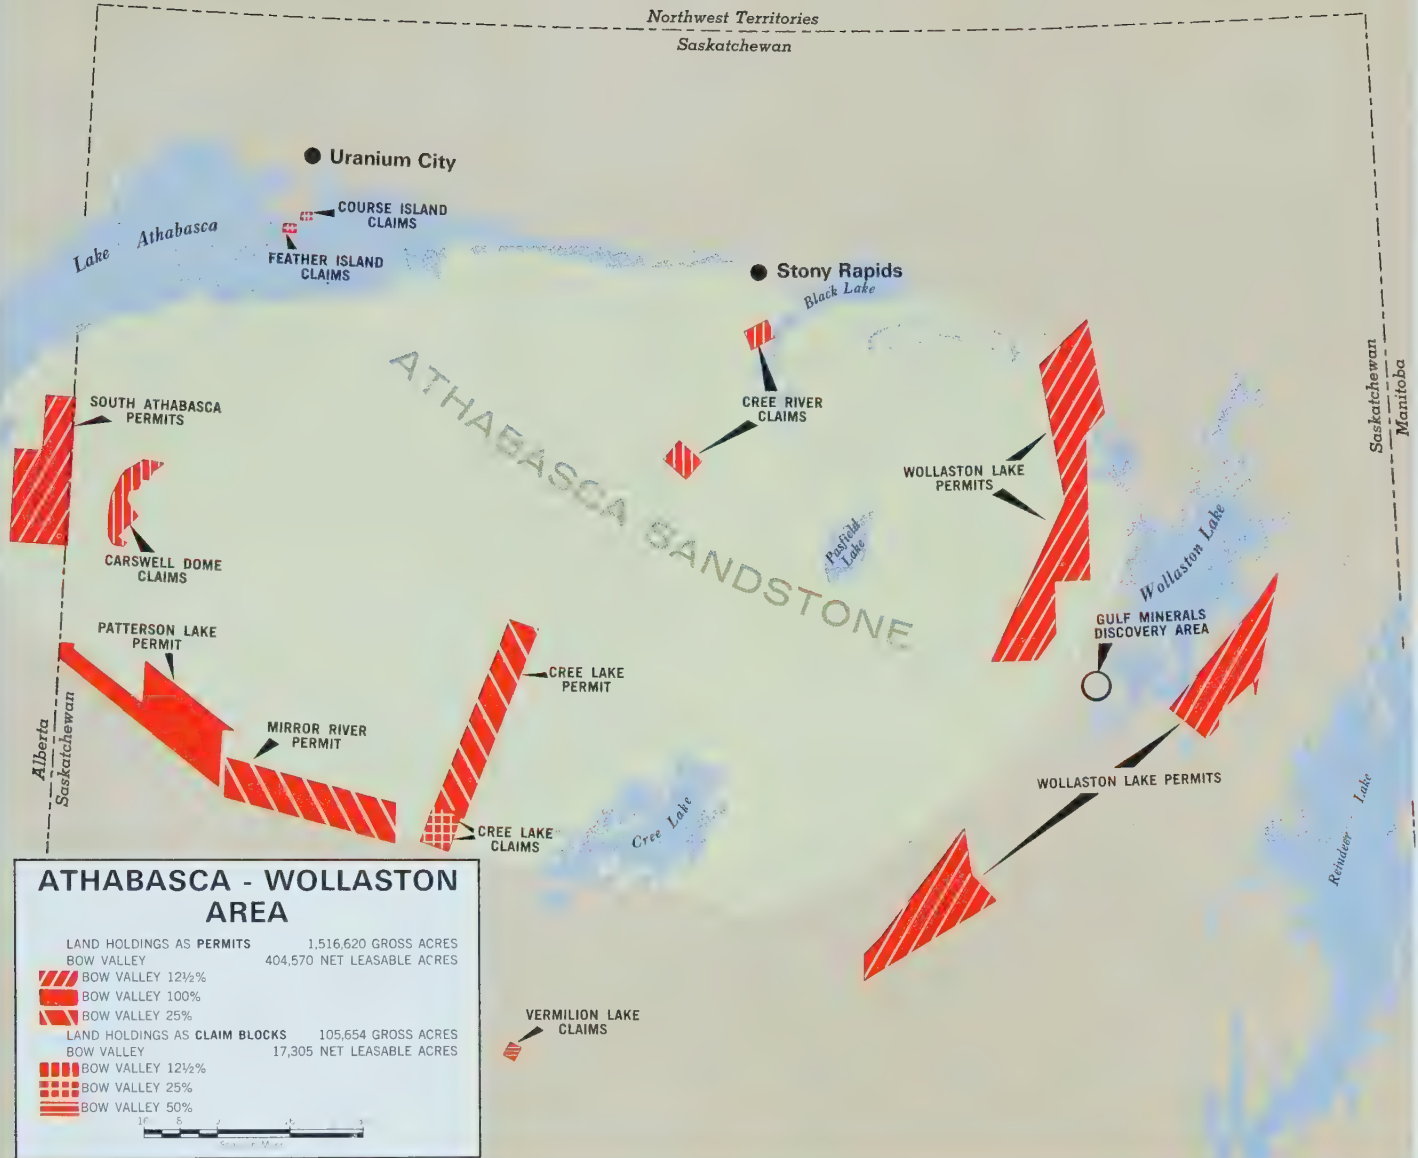 Northwest Territories
Saskatchewan
Uranium City
COURSE ISLAND
CLAIMS
Lake Athabasca
FEATHER ISLAND
CLAIMS
Stony Rapids
Black Lake
SOUTH ATHABASCA
PERMITS
CREE RIVER
CLAIMS
Saskatchewan
Manitoba
ATHABASCA SANDSTONE
WOLLASTON LAKE
PERMITS
CARSWELL DOME
CLAIMS
Pasfield
Lake
Wollaston Lake
GULF MINERALS
DISCOVERY AREA
PATTERSON LAKE
PERMIT
CREE LAKE
PERMIT
MIRROR RIVER
PERMIT
Alberta
Saskatchewan
WOLLASTON LAKE PERMITS
CREE LAKE
CLAIMS
Cree Lake
Reindeer Lake
VERMILION LAKE
CLAIMS
ATHABASCA - WOLLASTON
AREA
LAND HOLDINGS AS PERMITS 1,516,620 GROSS ACRES
BOW VALLEY 404,570 NET LEASABLE ACRES
BOW VALLEY 12½%
BOW VALLEY 100%
BOW VALLEY 25%
LAND HOLDINGS AS CLAIM BLOCKS 105,654 GROSS ACRES
BOW VALLEY 17,305 NET LEASABLE ACRES
BOW VALLEY 12½%
BOW VALLEY 25%
BOW VALLEY 50%